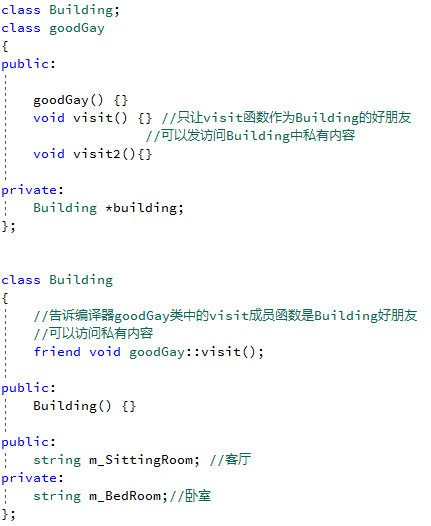 class Building;
class goodGay
{
public:
goodGay() {}
void visit() {} //只让visit函数作为Building的好朋友
//可以发访问Building中私有内容
void visit2(){}
private:
Building *building;
};
class Building
{
//告诉编译器goodGay类中的visit成员函数是Building好朋友
//可以访问私有内容
friend void goodGay::visit();
public:
Building() {}
public:
string m_SittingRoom; //客厅
private:
string m_BedRoom;//卧室
};